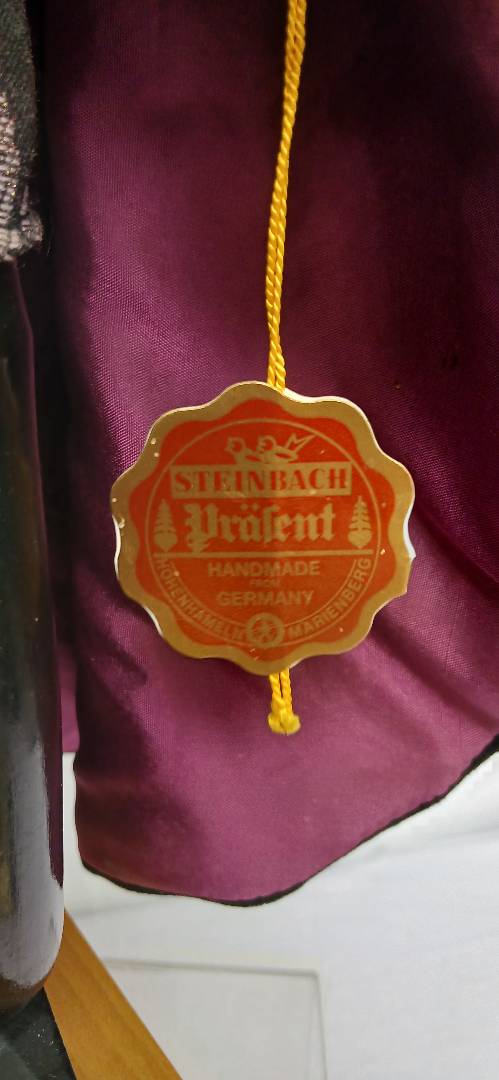 STEINBACH
Präſent
HANDMADE
FROM
GERMANY
HOHENHAMELN MARIENBERG